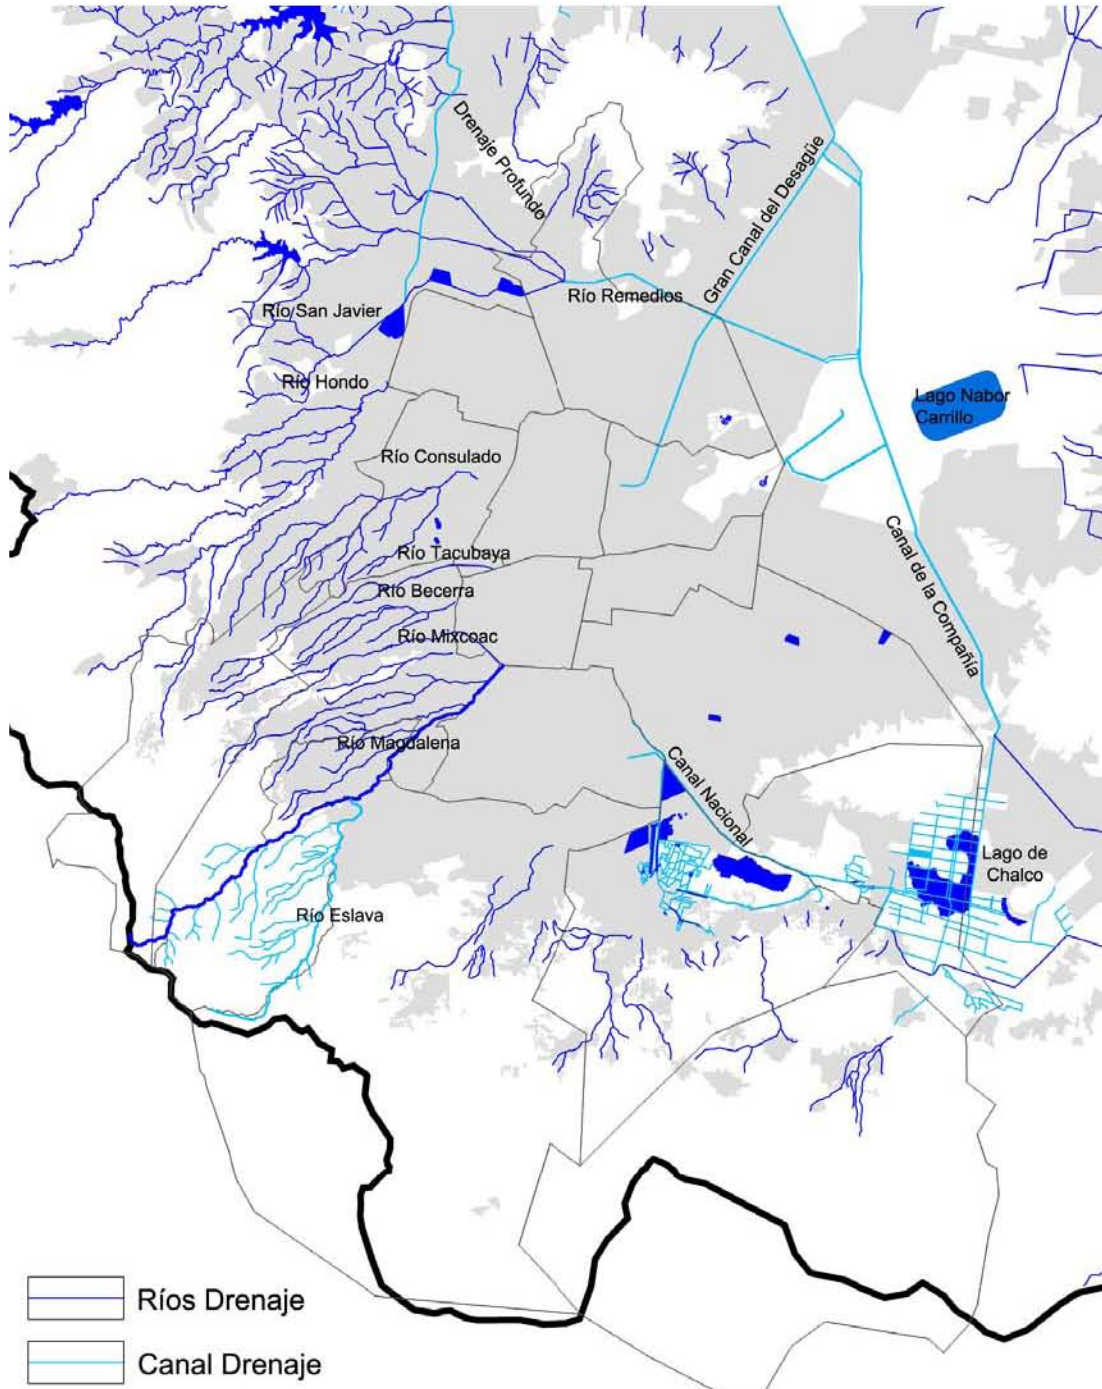 Drenaje Profundo
Gran Canal del Desagüe
Río Remedios
Río San Javier
Río Hondo
Lago Nabor
Carrillo
Río Consulado
Río Tacubaya
Río Becerra
Canal de la Compañía
Río Mixcoac
Río Magdalena
Canal Nacional
Lago de
Chalco
Río Eslava
Ríos Drenaje
Canal Drenaje